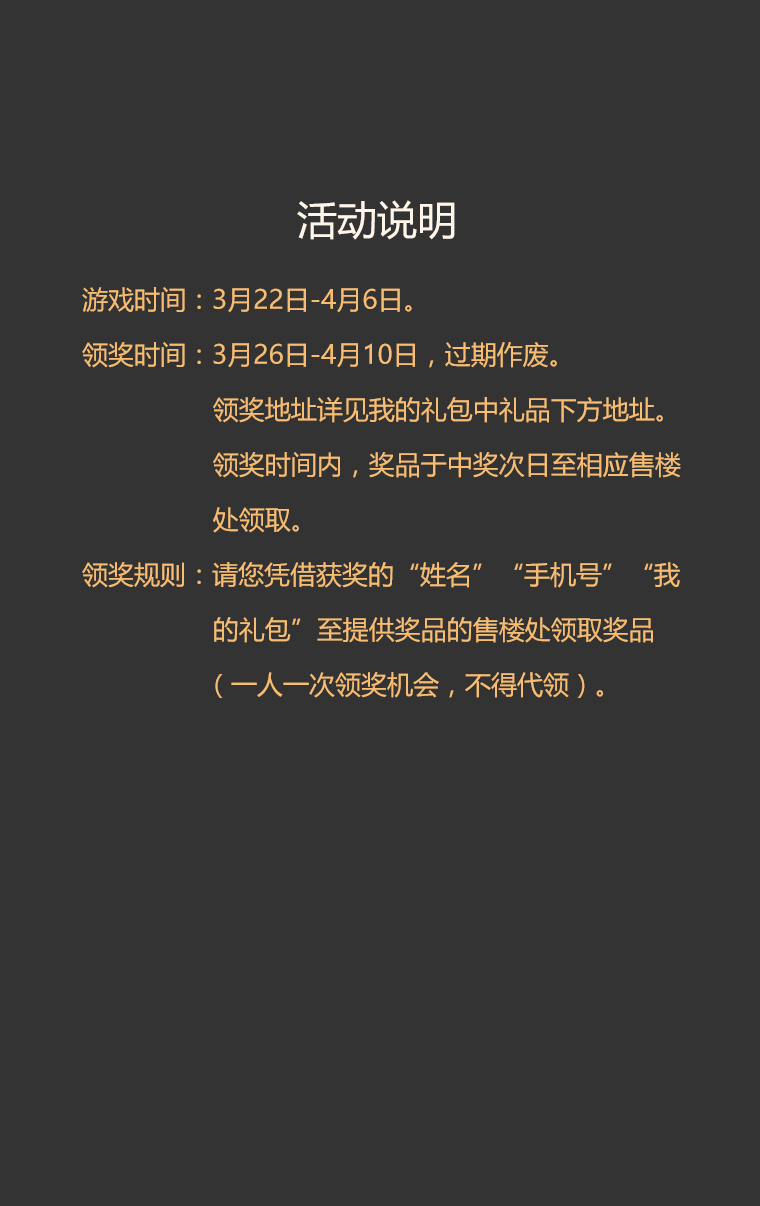 活动说明
游戏时间：3月22日-4月6日。
领奖时间：3月26日-4月10日，过期作废。
领奖地址详见我的礼包中礼品下方地址。
领奖时间内，奖品于中奖次日至相应售楼
处领取。
领奖规则：请您凭借获奖的“姓名”“手机号”“我
的礼包”至提供奖品的售楼处领取奖品
（一人一次领奖机会，不得代领）。